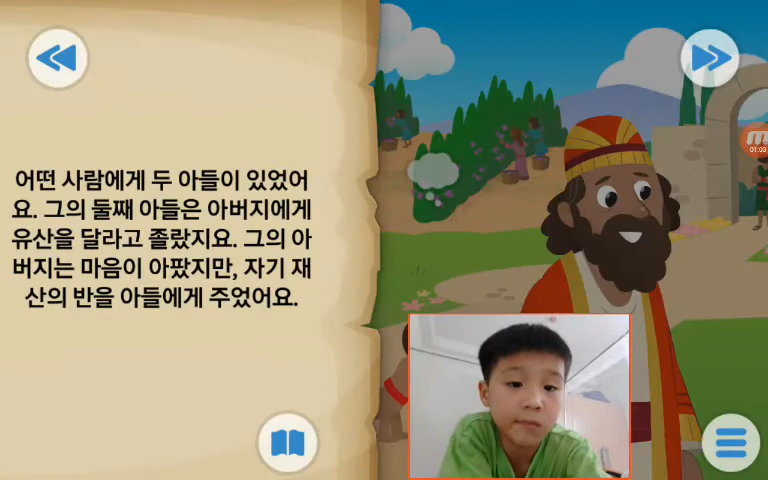 어떤 사람에게 두 아들이 있었어
요. 그의 둘째 아들은 아버지에게
유산을 달라고 졸랐지요. 그의 아
버지는 마음이 아팠지만, 자기 재
산의 반을 아들에게 주었어요.
01:03